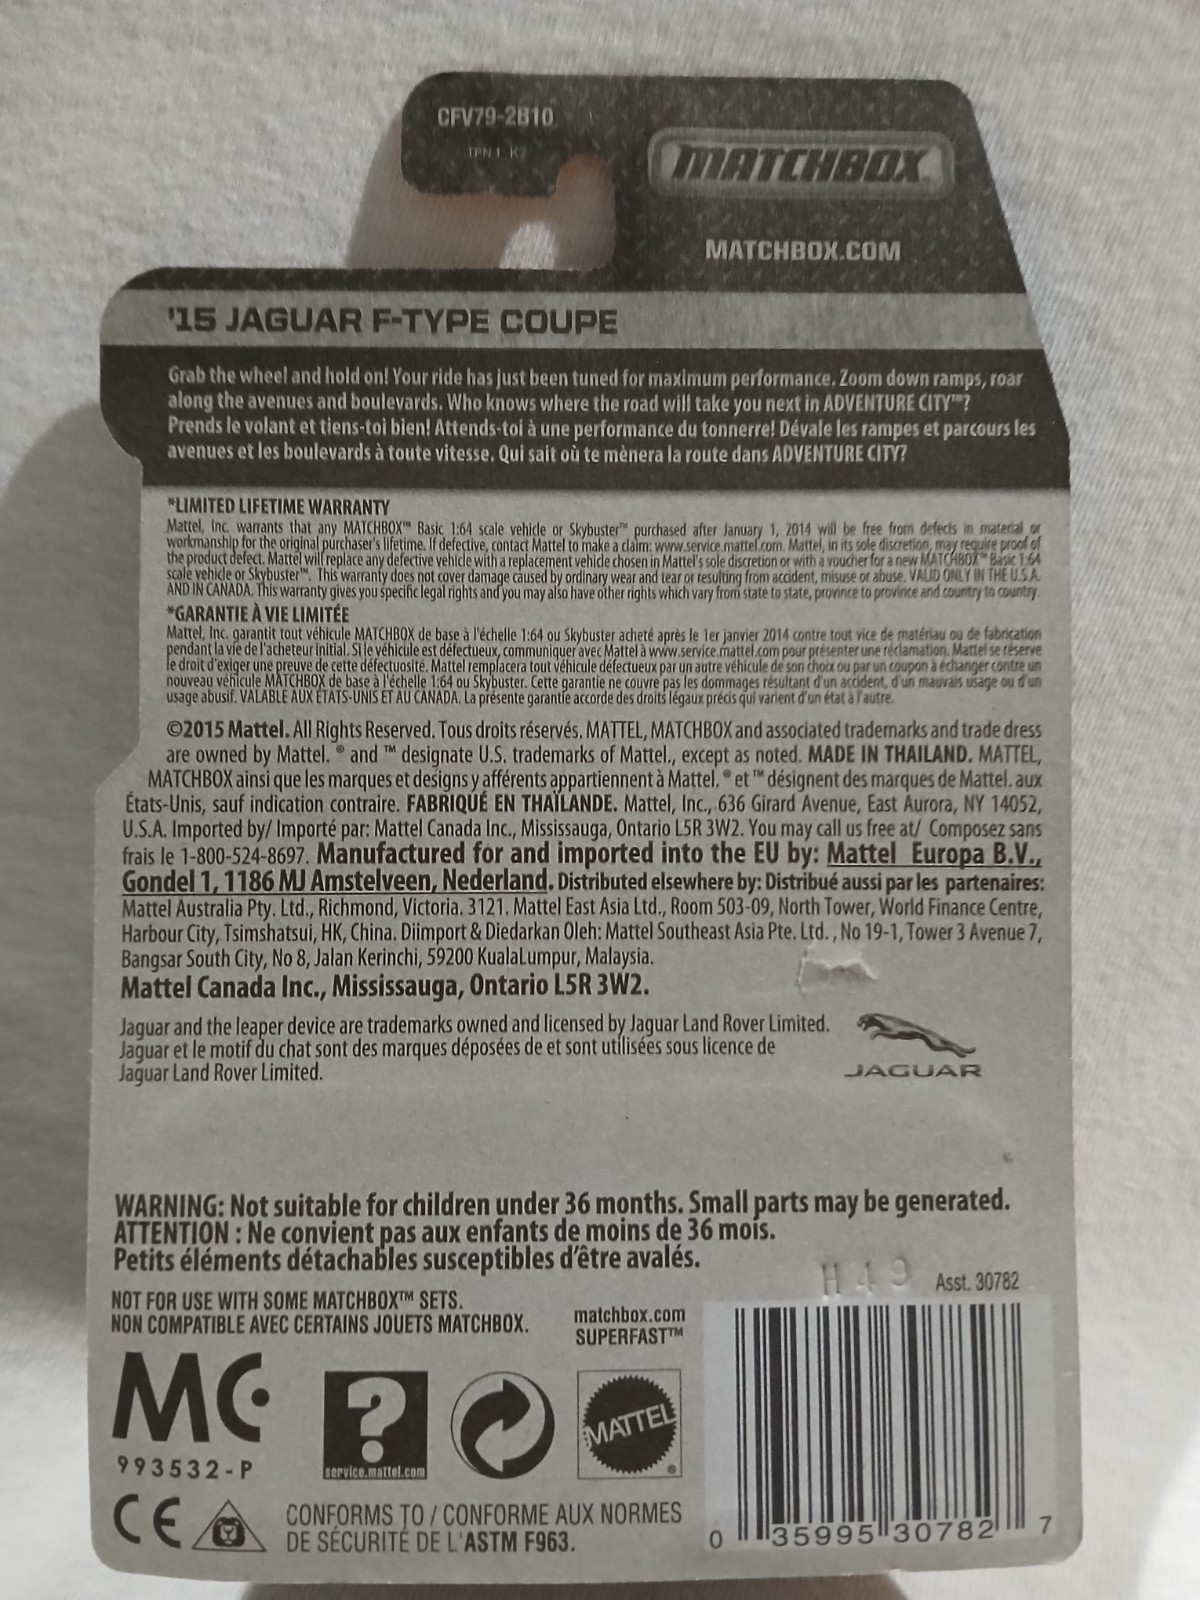 CFV79-2B10
MATCHBOX
MATCHBOX.COM
'15 JAGUAR F-TYPE COUPE
Grab the wheel and hold on! Your ride has just been tuned for maximum performance. Zoom down ramps, roar
along the avenues and boulevards. Who knows where the road will take you next in ADVENTURE CITY™?
Prends le volant et tiens-toi bien! Attends-toi à une performance du tonnerre! Dévale les rampes et parcours les
avenues et les boulevards à toute vitesse. Qui sait où te mènera la route dans ADVENTURE CITY?
*LIMITED LIFETIME WARRANTY
Mattel, Inc. warrants that any MATCHBOX™ Basic 1:64 scale vehicle or Skybuster™ purchased after January 1, 2014 will be free from defects in material or
workmanship for the original purchaser's lifetime. If defective, contact Mattel to make a claim: www.service.mattel.com. Mattel, in its sole discretion, may require proof of
the product defect. Mattel will replace any defective vehicle with a replacement vehicle chosen in Mattel's sole discretion or with a voucher for a new MATCHBOX™ Basic 1:64
scale vehicle or Skybuster™. This warranty does not cover damage caused by ordinary wear and tear or resulting from accident, misuse or abuse. VALID ONLY IN THE U.S.A.
AND IN CANADA. This warranty gives you specific legal rights and you may also have other rights which vary from state to state, province to province and country to country.
*GARANTIE À VIE LIMITÉE
Mattel, Inc. garantit tout véhicule MATCHBOX de base à l'échelle 1:64 ou Skybuster acheté après le 1er janvier 2014 contre tout vice de matériau ou de fabrication
pendant la vie de l'acheteur initial. Si le véhicule est défectueux, communiquer avec Mattel à www.service.mattel.com pour présenter une réclamation. Mattel se réserve
le droit d'exiger une preuve de cette défectuosité. Mattel remplacera tout véhicule défectueux par un autre véhicule de son choix ou par un coupon à échanger contre un
nouveau véhicule MATCHBOX de base à l'échelle 1:64 ou Skybuster. Cette garantie ne couvre pas les dommages résultant d'un accident, d'un mauvais usage ou d'un
usage abusif. VALABLE AUX ÉTATS-UNIS ET AU CANADA. La présente garantie accorde des droits légaux précis qui varient d'un état à l'autre.
©2015 Mattel. All Rights Reserved. Tous droits réservés. MATTEL, MATCHBOX and associated trademarks and trade dress
are owned by Mattel. ® and ™ designate U.S. trademarks of Mattel., except as noted. MADE IN THAILAND. MATTEL,
MATCHBOX ainsi que les marques et designs y afférents appartiennent à Mattel. ® et ™ désignent des marques de Mattel. aux
États-Unis, sauf indication contraire. FABRIQUÉ EN THAÏLANDE. Mattel, Inc., 636 Girard Avenue, East Aurora, NY 14052,
U.S.A. Imported by/ Importé par: Mattel Canada Inc., Mississauga, Ontario L5R 3W2. You may call us free at/ Composez sans
frais le 1-800-524-8697. Manufactured for and imported into the EU by: Mattel Europa B.V.,
Gondel 1, 1186 MJ Amstelveen, Nederland. Distributed elsewhere by: Distribué aussi par les partenaires:
Mattel Australia Pty. Ltd., Richmond, Victoria. 3121. Mattel East Asia Ltd., Room 503-09, North Tower, World Finance Centre,
Harbour City, Tsimshatsui, HK, China. Diimport & Diedarkan Oleh: Mattel Southeast Asia Pte. Ltd. , No 19-1, Tower 3 Avenue 7,
Bangsar South City, No 8, Jalan Kerinchi, 59200 KualaLumpur, Malaysia.
Mattel Canada Inc., Mississauga, Ontario L5R 3W2.
Jaguar and the leaper device are trademarks owned and licensed by Jaguar Land Rover Limited.
Jaguar et le motif du chat sont des marques déposées de et sont utilisées sous licence de
Jaguar Land Rover Limited.
JAGUAR
WARNING: Not suitable for children under 36 months. Small parts may be generated.
ATTENTION : Ne convient pas aux enfants de moins de 36 mois.
Petits éléments détachables susceptibles d'être avalés.
H49
Asst. 30782
NOT FOR USE WITH SOME MATCHBOX™ SETS.
NON COMPATIBLE AVEC CERTAINS JOUETS MATCHBOX.
matchbox.com
SUPERFAST™
MC
993532-P
?
service.mattel.com
MATTEL
®
CE
CONFORMS TO / CONFORME AUX NORMES
DE SÉCURITÉ DE L'ASTM F963.
0 35995 30782 7